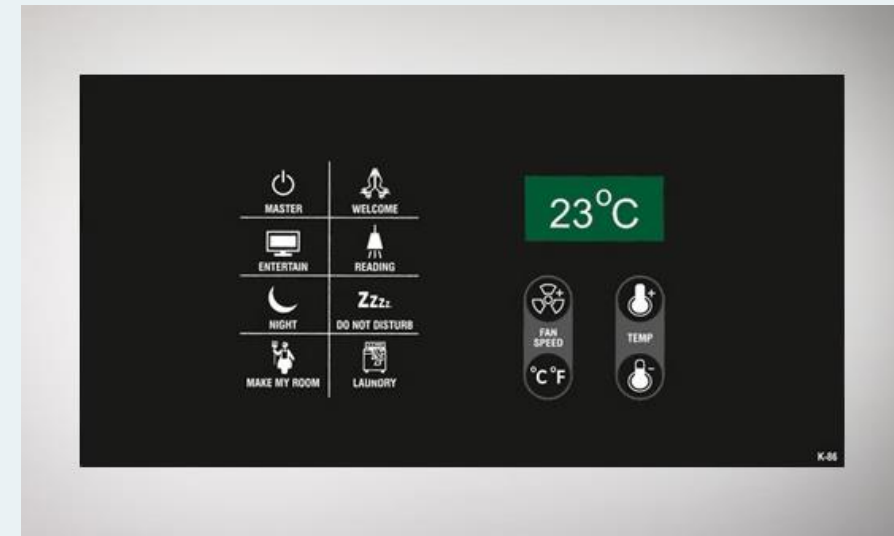 MASTER
WELCOME
ENTERTAIN
READING
NIGHT
Zzzz
DO NOT DISTURB
MAKE MY ROOM
LAUNDRY
23°C
FAN
SPEED
°C °F
TEMP
K-86